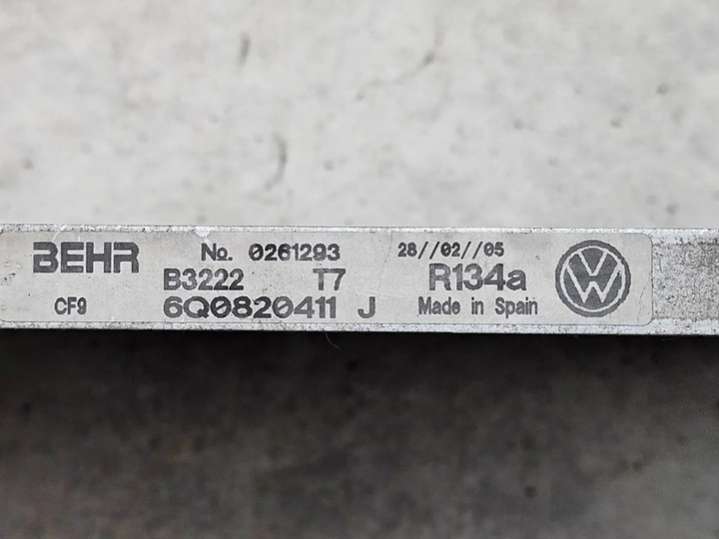 BEHR No. 0261293 28//02//05
B3222 T7 R134a
CF9 6Q0820411 J Made in Spain